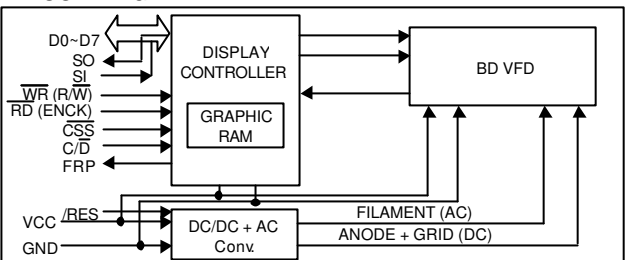 D0~D7
SO
SI
WR (R/W)
RD (ENCK)
CSS
C/D
FRP
DISPLAY
CONTROLLER
GRAPHIC
RAM
BD VFD
/RES
VCC
GND
DC/DC + AC
Conv.
FILAMENT (AC)
ANODE + GRID (DC)